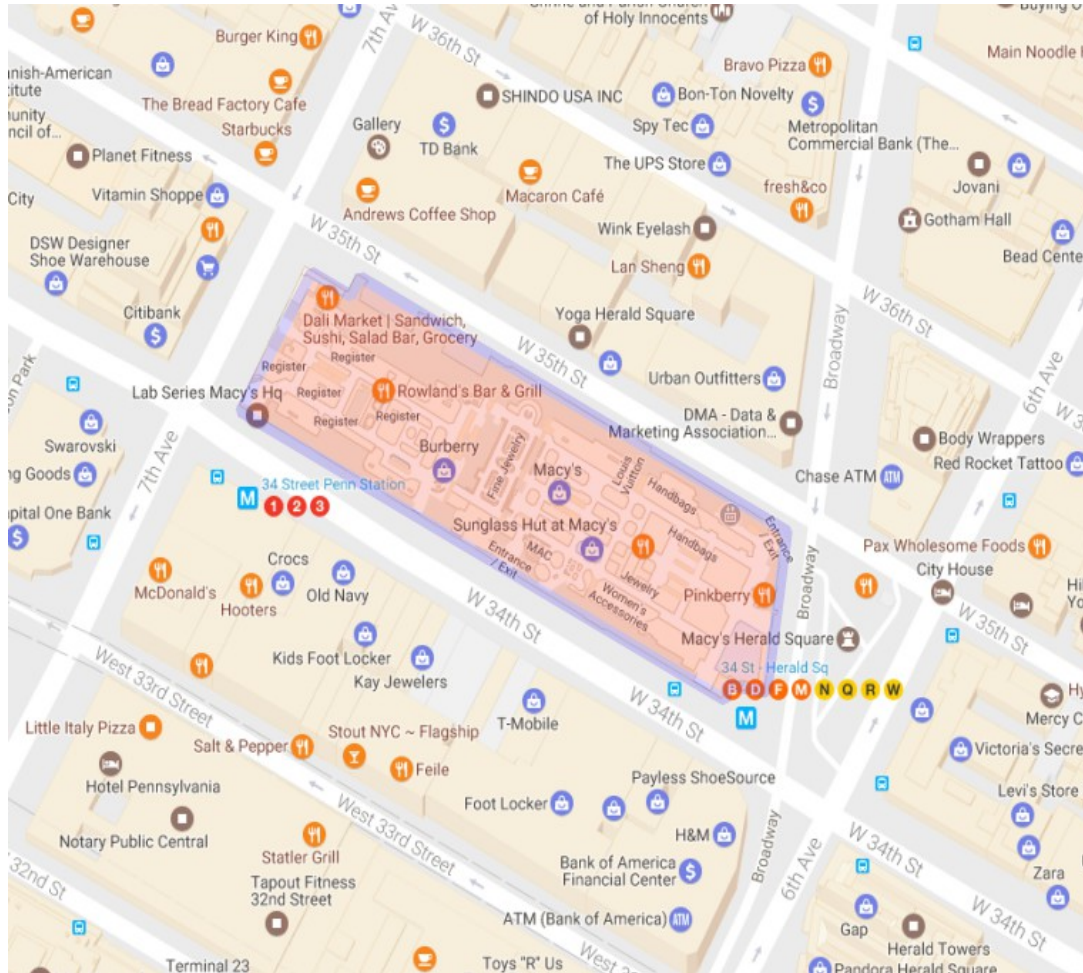 of Holy Innocents
Burger King
7th Av
W 36th St
Bravo Pizza
Main Noodle
The Bread Factory Cafe
SHINDO USA INC
Bon-Ton Novelty
Starbucks
Gallery
TD Bank
Spy Tec
Metropolitan
Commercial Bank (The...
Planet Fitness
The UPS Store
Jovani
Vitamin Shoppe
Macaron Café
fresh&co
City
Andrews Coffee Shop
Wink Eyelash
Gotham Hall
DSW Designer
Shoe Warehouse
W 35th St
Lan Sheng
Bead Cente
Citibank
Yoga Herald Square
W 36th St
Dali Market | Sandwich,
Sushi, Salad Bar, Grocery
Register
Register
Broadway
Lab Series Macy's Hq
Register
Rowland's Bar & Grill
W 35th St
Urban Outfitters
6th Ave
Register
Register
DMA - Data &
Marketing Association...
Swarovski
7th Ave
Burberry
Fine Jewelry
Macy's
Louis
Vuitton
Body Wrappers
Red Rocket Tattoo
ng Goods
Handbags
Chase ATM
ATM
34 Street Penn Station
M
1 2 3
apital One Bank
Sunglass Hut at Macy's
Handbags
Entrance
/ Exit
Pax Wholesome Foods
MAC
Entrance
/ Exit
Jewelry
Women's
Accessories
Crocs
Old Navy
City House
McDonald's
Hooters
Pinkberry
Broadway
W 34th St
Macy's Herald Square
W 35th St
Kids Foot Locker
Kay Jewelers
34 St - Herald Sq
B D F M N Q R W
M
West 33rd Street
T-Mobile
W 34th St
Mercy C
Little Italy Pizza
Salt & Pepper
Stout NYC ~ Flagship
Feile
Victoria's Secre
Hotel Pennsylvania
Payless ShoeSource
Levi's Store
Foot Locker
Notary Public Central
West 33rd Street
H&M
Broadway
6th Ave
W 34th St
Statler Grill
Bank of America
Financial Center
Zara
32nd St
Tapout Fitness
32nd Street
ATM (Bank of America)
ATM
Gap
W 34th St
Herald Towers
Terminal 23
Toys "R" Us
West
Pandora Herald Square